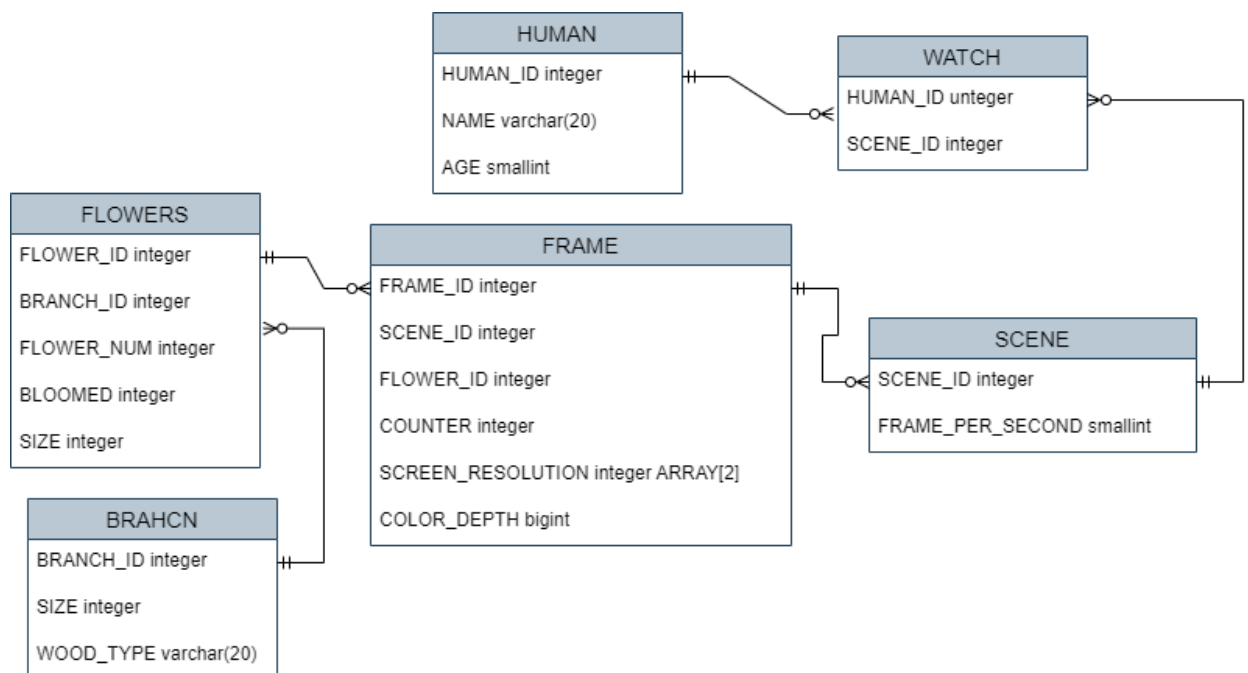 HUMAN
HUMAN_ID integer
NAME varchar(20)
AGE smallint
WATCH
HUMAN_ID unteger
SCENE_ID integer
FLOWERS
FLOWER_ID integer
BRANCH_ID integer
FLOWER_NUM integer
BLOOMED integer
SIZE integer
FRAME
FRAME_ID integer
SCENE_ID integer
FLOWER_ID integer
COUNTER integer
SCREEN_RESOLUTION integer ARRAY[2]
COLOR_DEPTH bigint
SCENE
SCENE_ID integer
FRAME_PER_SECOND smallint
BRAHCN
BRANCH_ID integer
SIZE integer
WOOD_TYPE varchar(20)